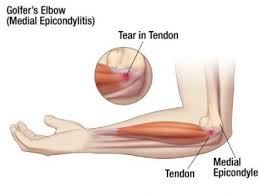 Golfer's Elbow
(Medial Epicondylitis)
Tear in Tendon
Medial
Epicondyle
Tendon